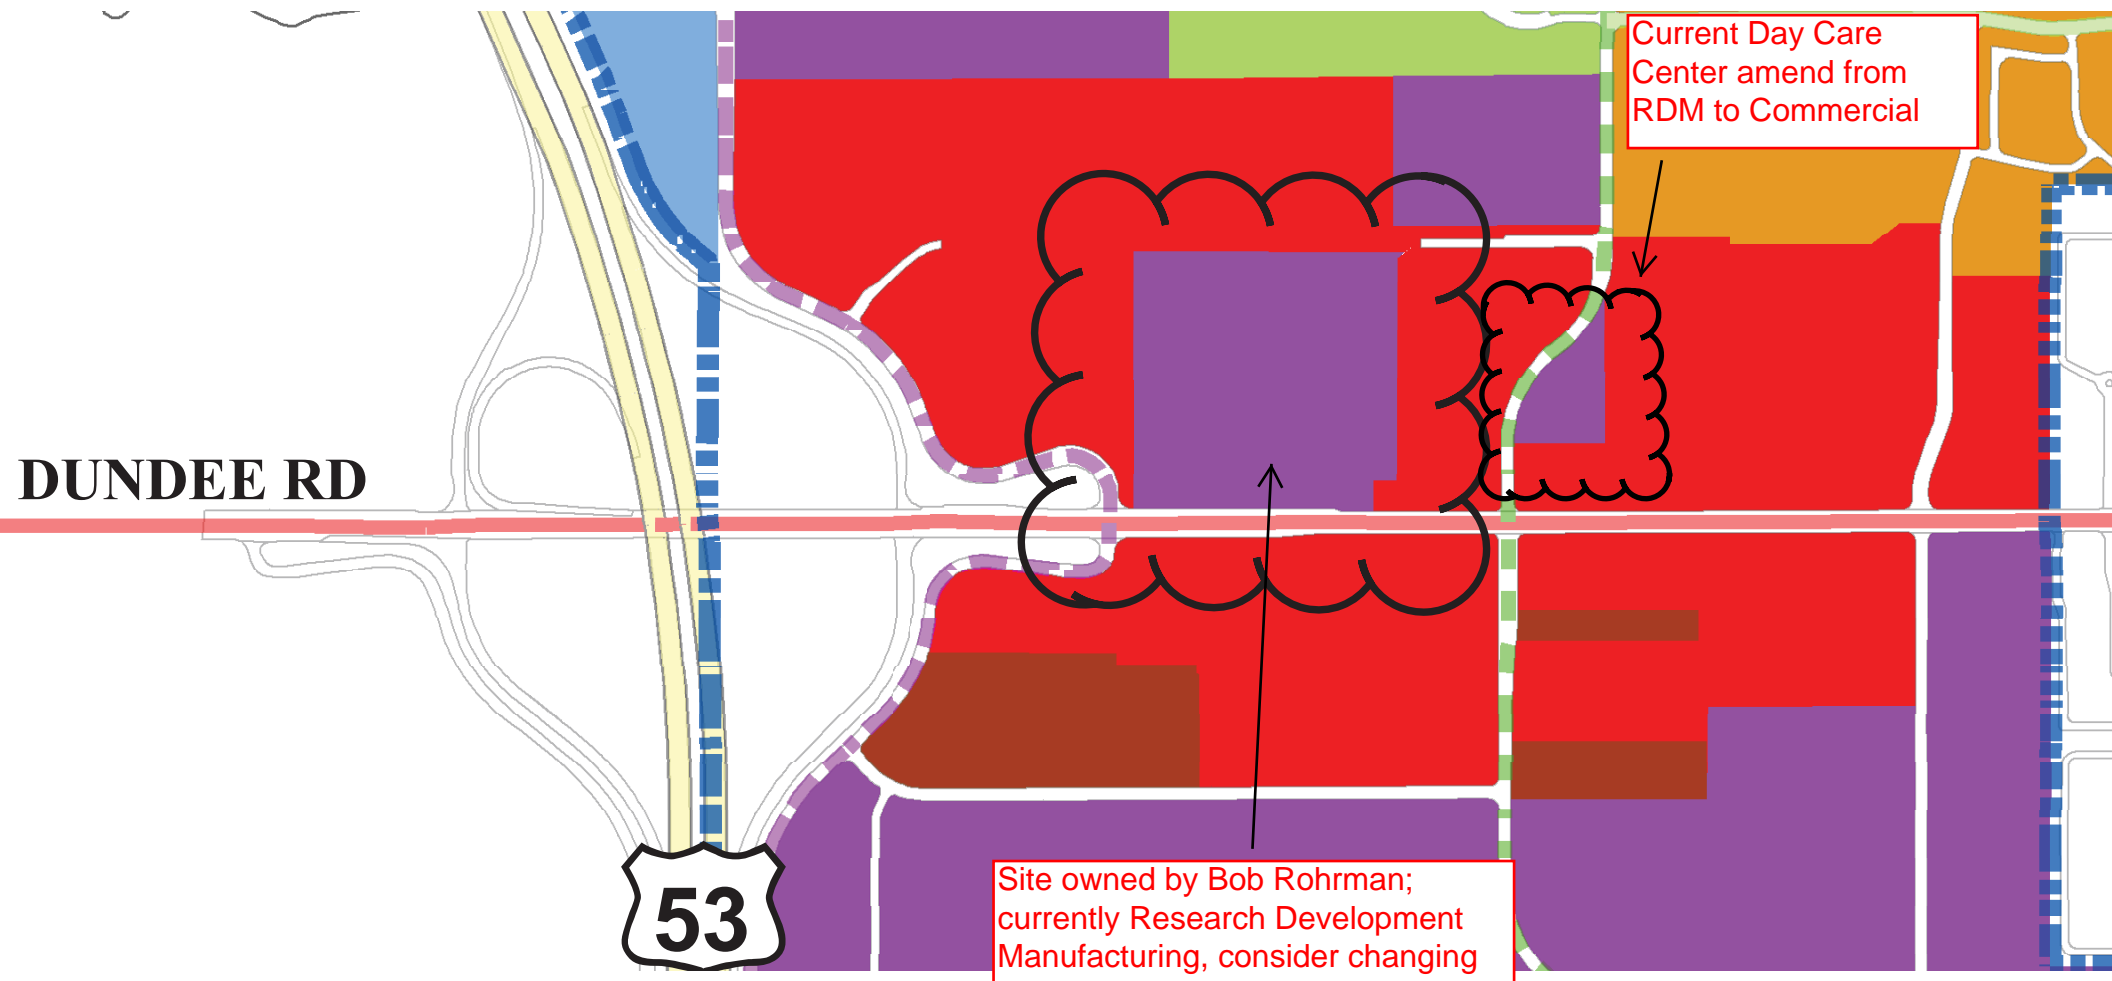 Current Day Care
Center amend from
RDM to Commercial
DUNDEE RD
53
Site owned by Bob Rohrman;
currently Research Development
Manufacturing, consider changing